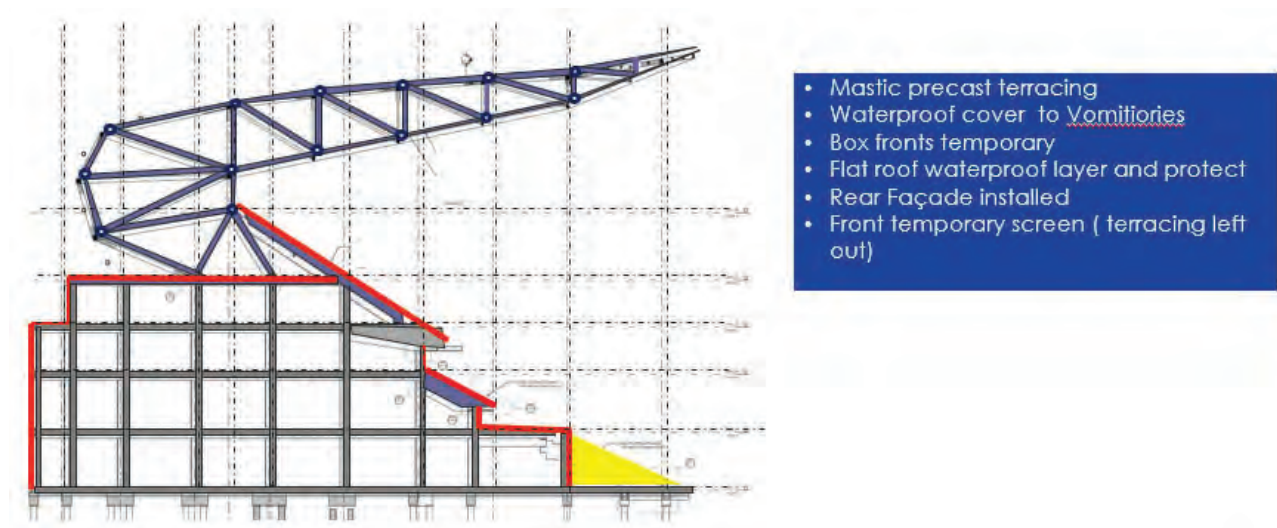 • Mastic precast terracing
• Waterproof cover to Vomitiories
• Box fronts temporary
• Flat roof waterproof layer and protect
• Rear Façade installed
• Front temporary screen ( terracing left
out)